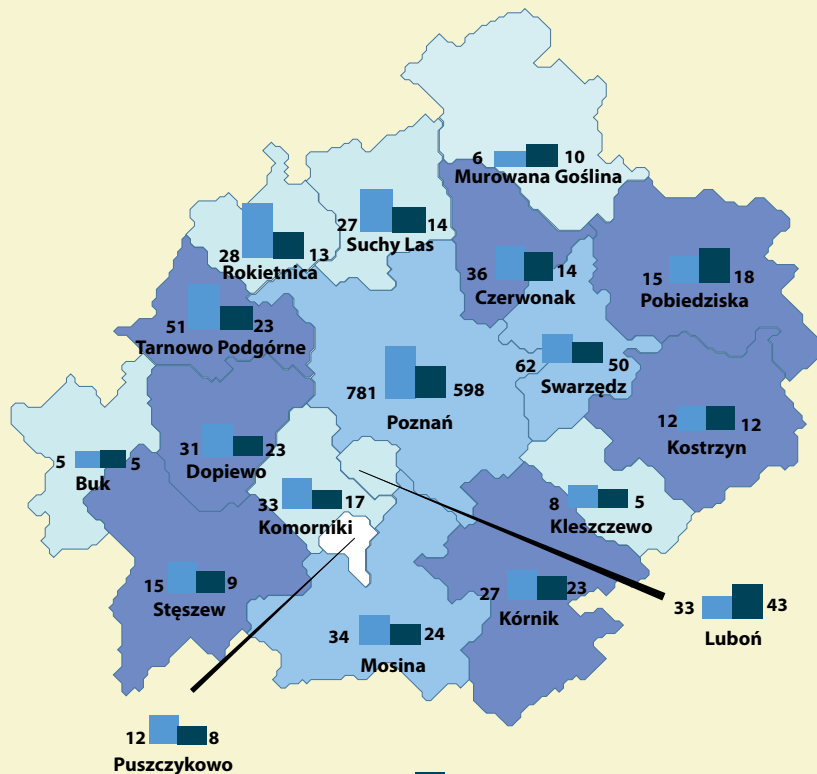 6 10
Murowana Goślina
27 14
Suchy Las
28 13
Rokietnica
36 14
Czerwonak
15 18
Pobiedziska
51 23
Tarnowo Podgórne
62 50
Swarzędz
781 598
Poznań
12 12
Kostrzyn
31 23
Dopiewo
5 5
Buk
33 17
Komorniki
8 5
Kleszczewo
15 9
Stęszew
27 23
Kórnik
33 43
Luboń
34 24
Mosina
12 8
Puszczykowo